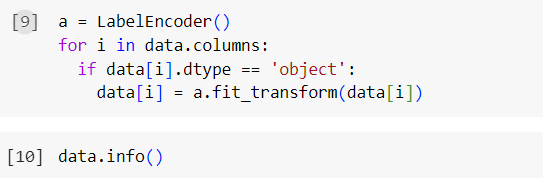 [9] a = LabelEncoder()
for i in data.columns:
  if data[i].dtype == 'object':
    data[i] = a.fit_transform(data[i])
[10] data.info()